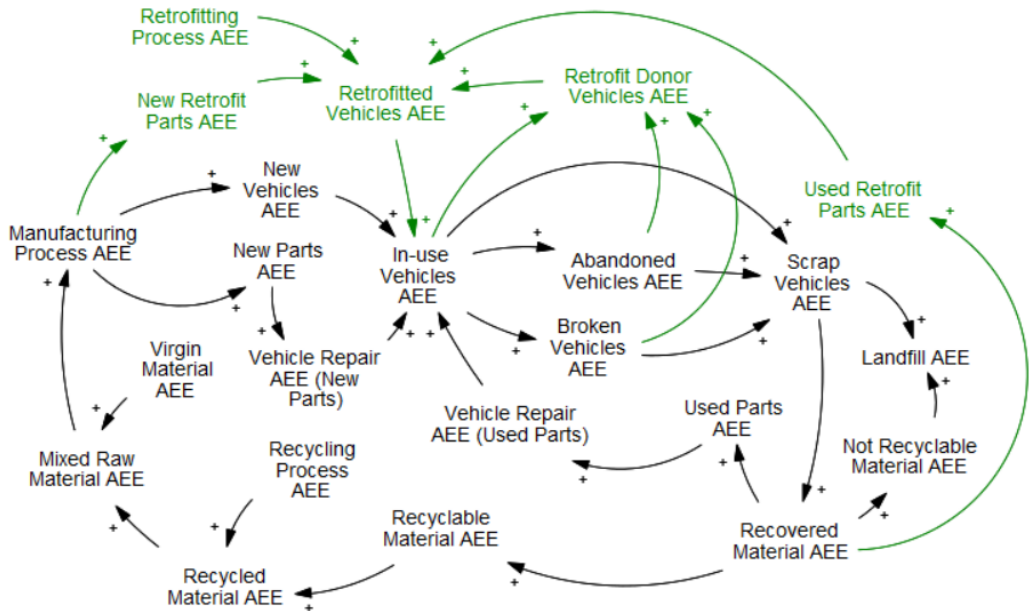 Retrofitting
Process AEE
New Retrofit
Parts AEE
Retrofitted
Vehicles AEE
Retrofit Donor
Vehicles AEE
New
Vehicles
AEE
Used Retrofit
Parts AEE
Manufacturing
Process AEE
New Parts
AEE
In-use
Vehicles
AEE
Abandoned
Vehicles AEE
Scrap
Vehicles
AEE
Virgin
Material
AEE
Vehicle Repair
AEE (New
Parts)
Broken
Vehicles
AEE
Landfill AEE
Vehicle Repair
AEE (Used Parts)
Used Parts
AEE
Mixed Raw
Material AEE
Recycling
Process
AEE
Not Recyclable
Material AEE
Recyclable
Material AEE
Recovered
Material AEE
Recycled
Material AEE